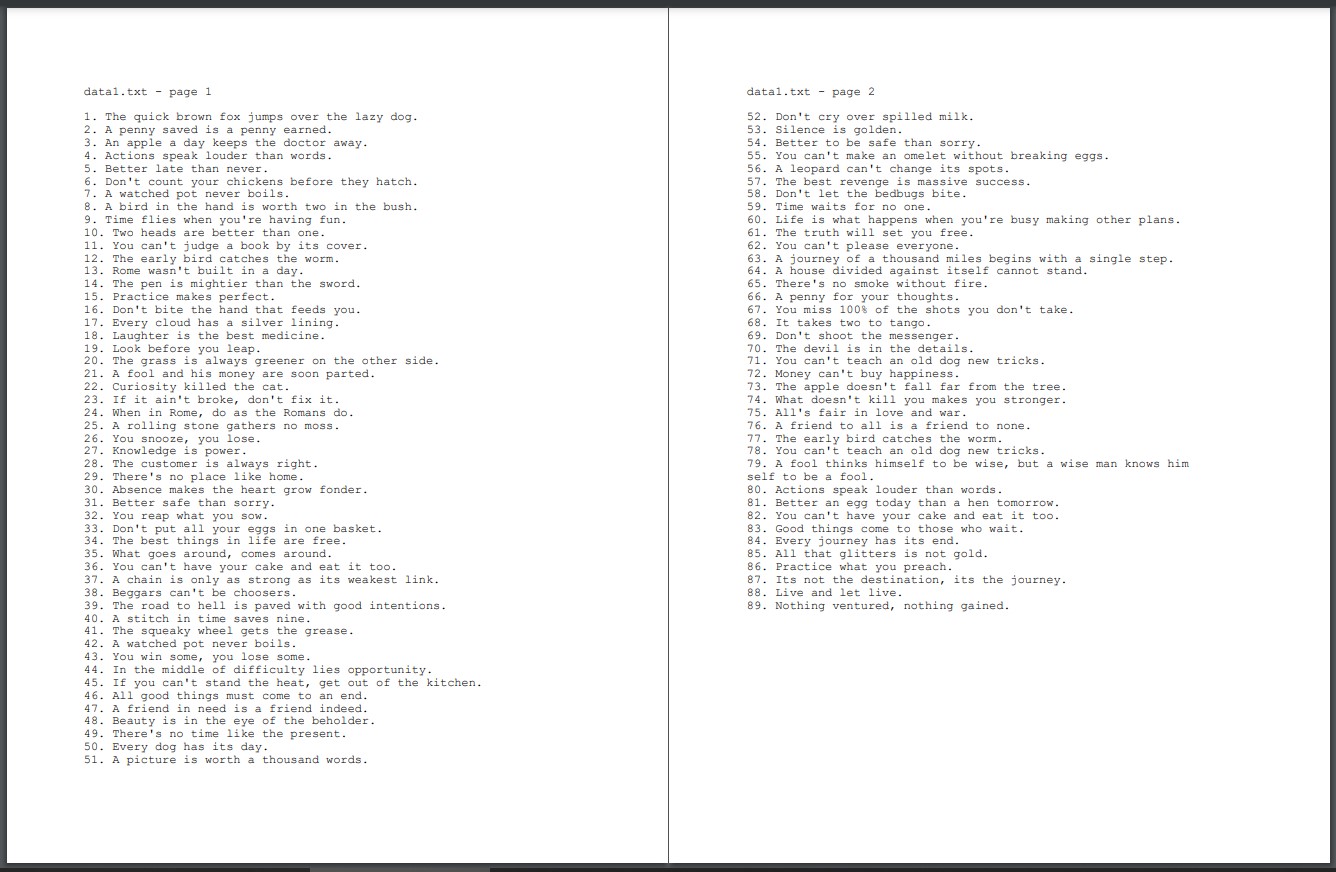 data1.txt - page 1
1. The quick brown fox jumps over the lazy dog.
2. A penny saved is a penny earned.
3. An apple a day keeps the doctor away.
4. Actions speak louder than words.
5. Better late than never.
6. Don't count your chickens before they hatch.
7. A watched pot never boils.
8. A bird in the hand is worth two in the bush.
9. Time flies when you're having fun.
10. Two heads are better than one.
11. You can't judge a book by its cover.
12. The early bird catches the worm.
13. Rome wasn't built in a day.
14. The pen is mightier than the sword.
15. Practice makes perfect.
16. Don't bite the hand that feeds you.
17. Every cloud has a silver lining.
18. Laughter is the best medicine.
19. Look before you leap.
20. The grass is always greener on the other side.
21. A fool and his money are soon parted.
22. Curiosity killed the cat.
23. If it ain't broke, don't fix it.
24. When in Rome, do as the Romans do.
25. A rolling stone gathers no moss.
26. You snooze, you lose.
27. Knowledge is power.
28. The customer is always right.
29. There's no place like home.
30. Absence makes the heart grow fonder.
31. Better safe than sorry.
32. You reap what you sow.
33. Don't put all your eggs in one basket.
34. The best things in life are free.
35. What goes around, comes around.
36. You can't have your cake and eat it too.
37. A chain is only as strong as its weakest link.
38. Beggars can't be choosers.
39. The road to hell is paved with good intentions.
40. A stitch in time saves nine.
41. The squeaky wheel gets the grease.
42. A watched pot never boils.
43. You win some, you lose some.
44. In the middle of difficulty lies opportunity.
45. If you can't stand the heat, get out of the kitchen.
46. All good things must come to an end.
47. A friend in need is a friend indeed.
48. Beauty is in the eye of the beholder.
49. There's no time like the present.
50. Every dog has its day.
51. A picture is worth a thousand words.
data1.txt - page 2
52. Don't cry over spilled milk.
53. Silence is golden.
54. Better to be safe than sorry.
55. You can't make an omelet without breaking eggs.
56. A leopard can't change its spots.
57. The best revenge is massive success.
58. Don't let the bedbugs bite.
59. Time waits for no one.
60. Life is what happens when you're busy making other plans.
61. The truth will set you free.
62. You can't please everyone.
63. A journey of a thousand miles begins with a single step.
64. A house divided against itself cannot stand.
65. There's no smoke without fire.
66. A penny for your thoughts.
67. You miss 100% of the shots you don't take.
68. It takes two to tango.
69. Don't shoot the messenger.
70. The devil is in the details.
71. You can't teach an old dog new tricks.
72. Money can't buy happiness.
73. The apple doesn't fall far from the tree.
74. What doesn't kill you makes you stronger.
75. All's fair in love and war.
76. A friend to all is a friend to none.
77. The early bird catches the worm.
78. You can't teach an old dog new tricks.
79. A fool thinks himself to be wise, but a wise man knows him
self to be a fool.
80. Actions speak louder than words.
81. Better an egg today than a hen tomorrow.
82. You can't have your cake and eat it too.
83. Good things come to those who wait.
84. Every journey has its end.
85. All that glitters is not gold.
86. Practice what you preach.
87. Its not the destination, its the journey.
88. Live and let live.
89. Nothing ventured, nothing gained.